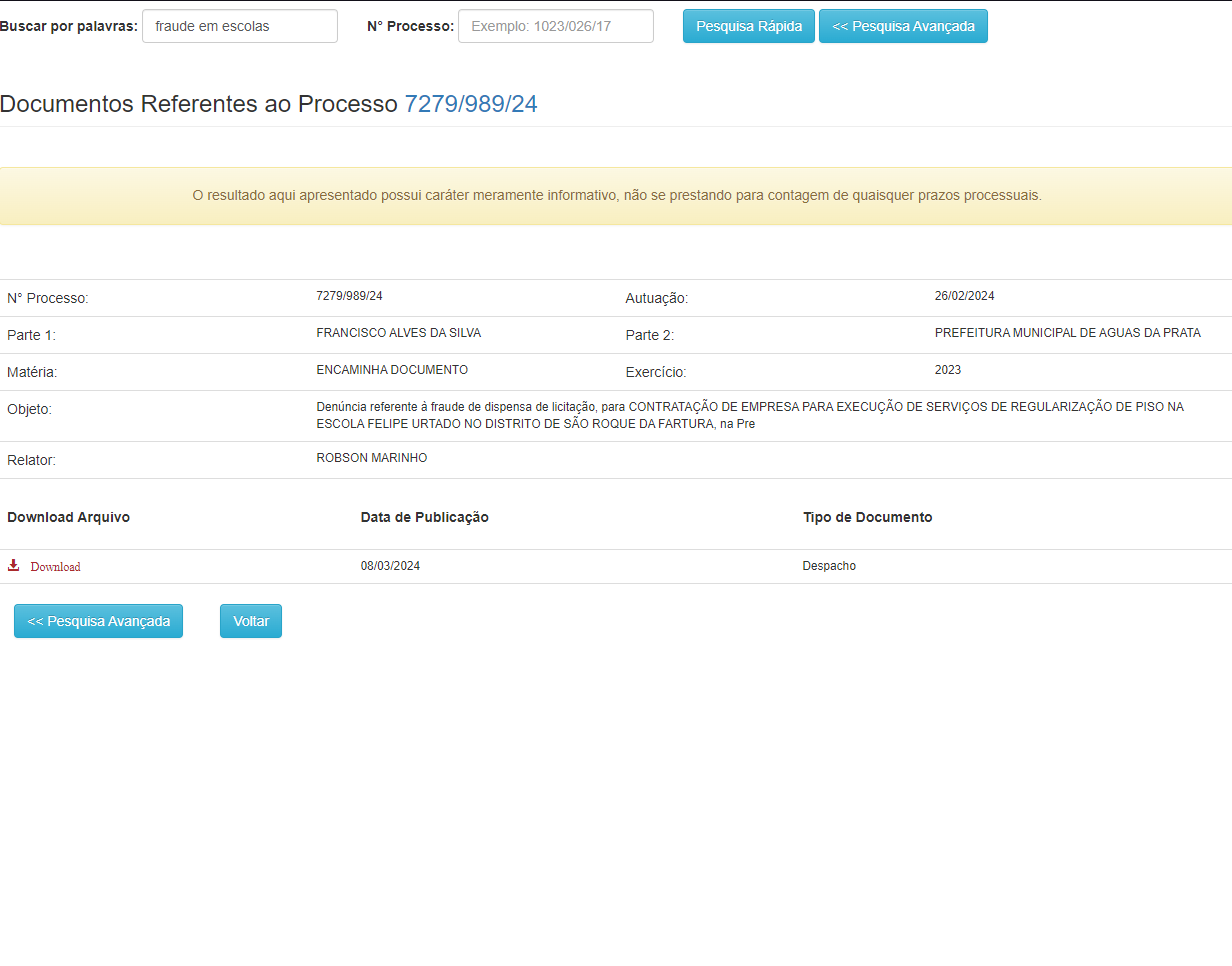 Buscar por palavras: fraude em escolas N° Processo: Exemplo: 1023/026/17 Pesquisa Rápida << Pesquisa Avançada
Documentos Referentes ao Processo 7279/989/24
O resultado aqui apresentado possui caráter meramente informativo, não se prestando para contagem de quaisquer prazos processuais.
N° Processo: 7279/989/24 Autuação: 26/02/2024
Parte 1: FRANCISCO ALVES DA SILVA Parte 2: PREFEITURA MUNICIPAL DE AGUAS DA PRATA
Matéria: ENCAMINHA DOCUMENTO Exercício: 2023
Objeto: Denúncia referente à fraude de dispensa de licitação, para CONTRATAÇÃO DE EMPRESA PARA EXECUÇÃO DE SERVIÇOS DE REGULARIZAÇÃO DE PISO NA
ESCOLA FELIPE URTADO NO DISTRITO DE SÃO ROQUE DA FARTURA, na Pre
Relator: ROBSON MARINHO
Download Arquivo Data de Publicação Tipo de Documento
Download 08/03/2024 Despacho
<< Pesquisa Avançada Voltar